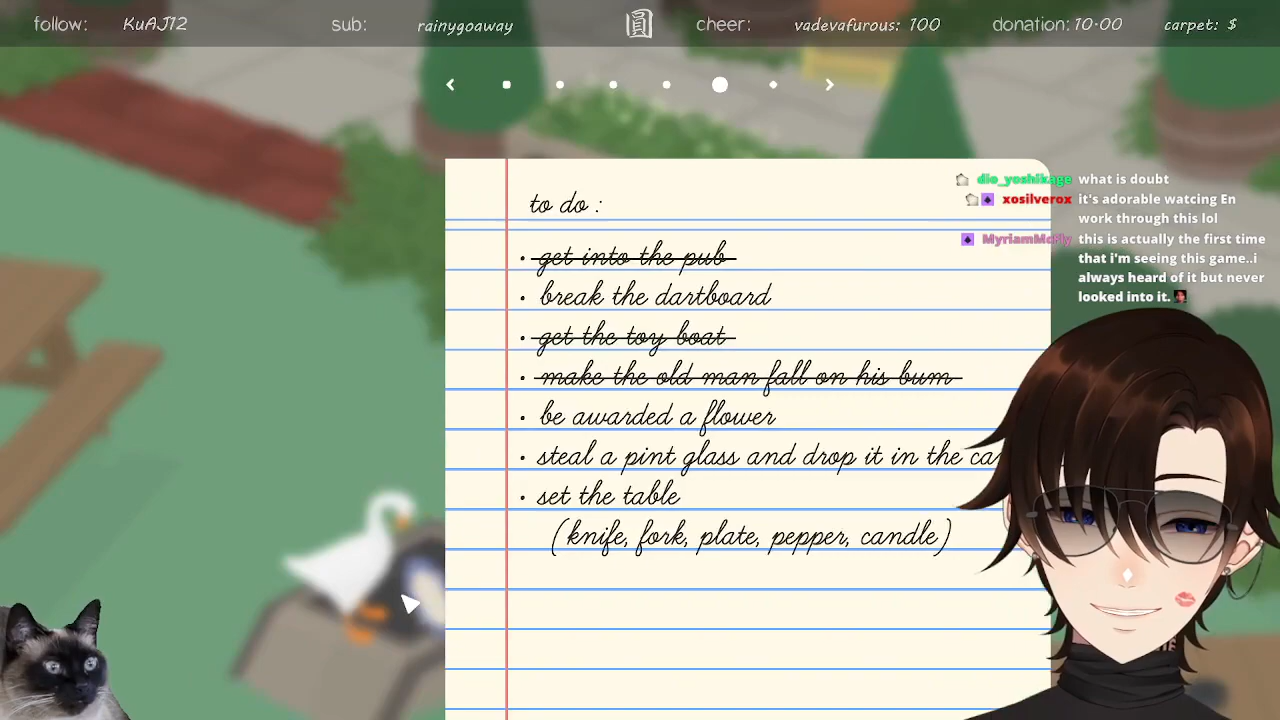 follow: KuAJ12 sub: rainygoaway 圓 cheer: vadevafurous: 100 donation: 10.00 carpet: $
to do :
• get into the pub
• break the dartboard
• get the toy boat
• make the old man fall on his bum
• be awarded a flower
• steal a pint glass and drop it in the ca
• set the table
(knife, fork, plate, pepper, candle)
dio_yoshikage what is doubt
xosilverox it's adorable watcing En
work through this lol
MyriamMcFly this is actually the first time
that i'm seeing this game..i
always heard of it but never
looked into it.